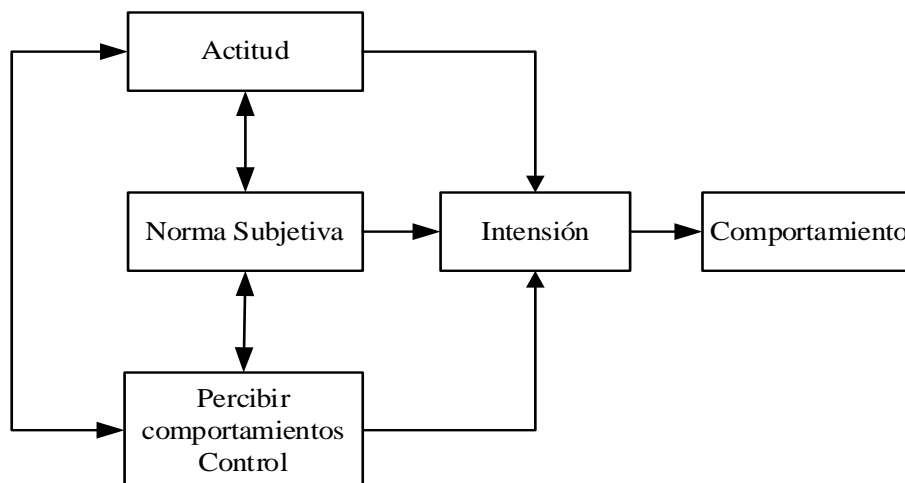 Actitud
Norma Subjetiva
Intensión
Comportamiento
Percibir
comportamientos
Control